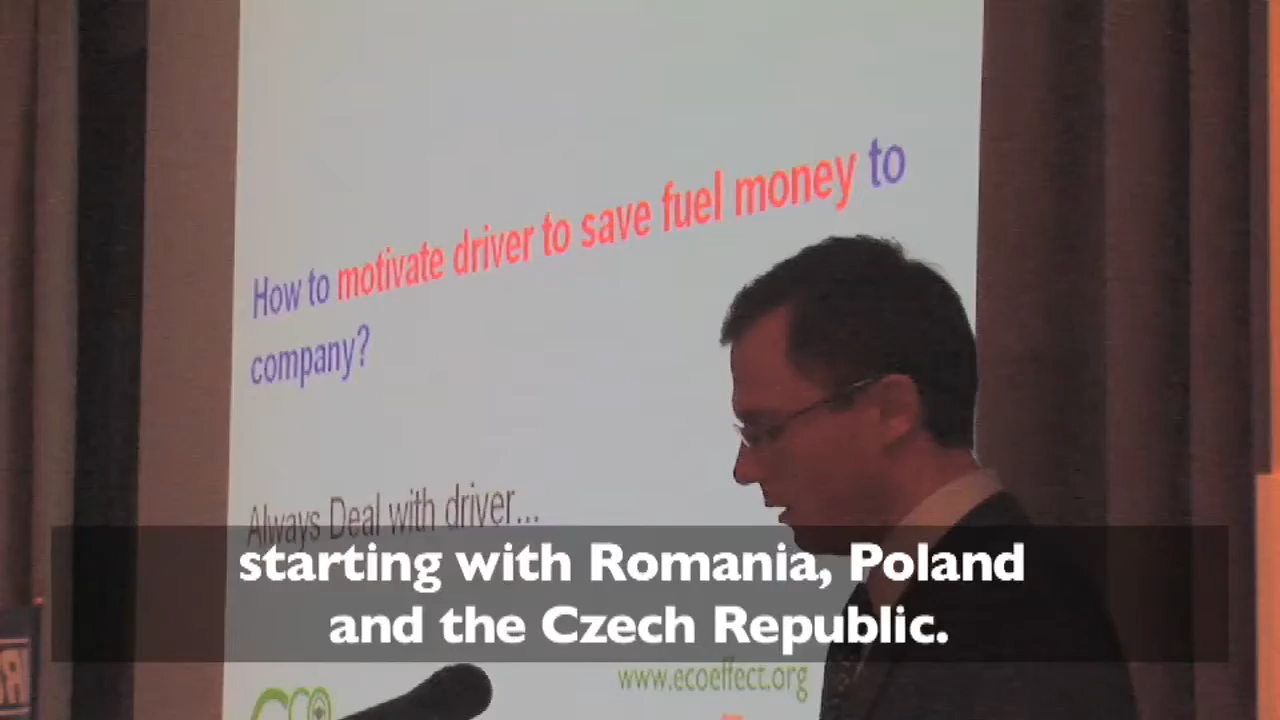 How to motivate driver to save fuel money to
company?
Always Deal with driver...
starting with Romania, Poland
and the Czech Republic.
www.ecoeffect.org
eco